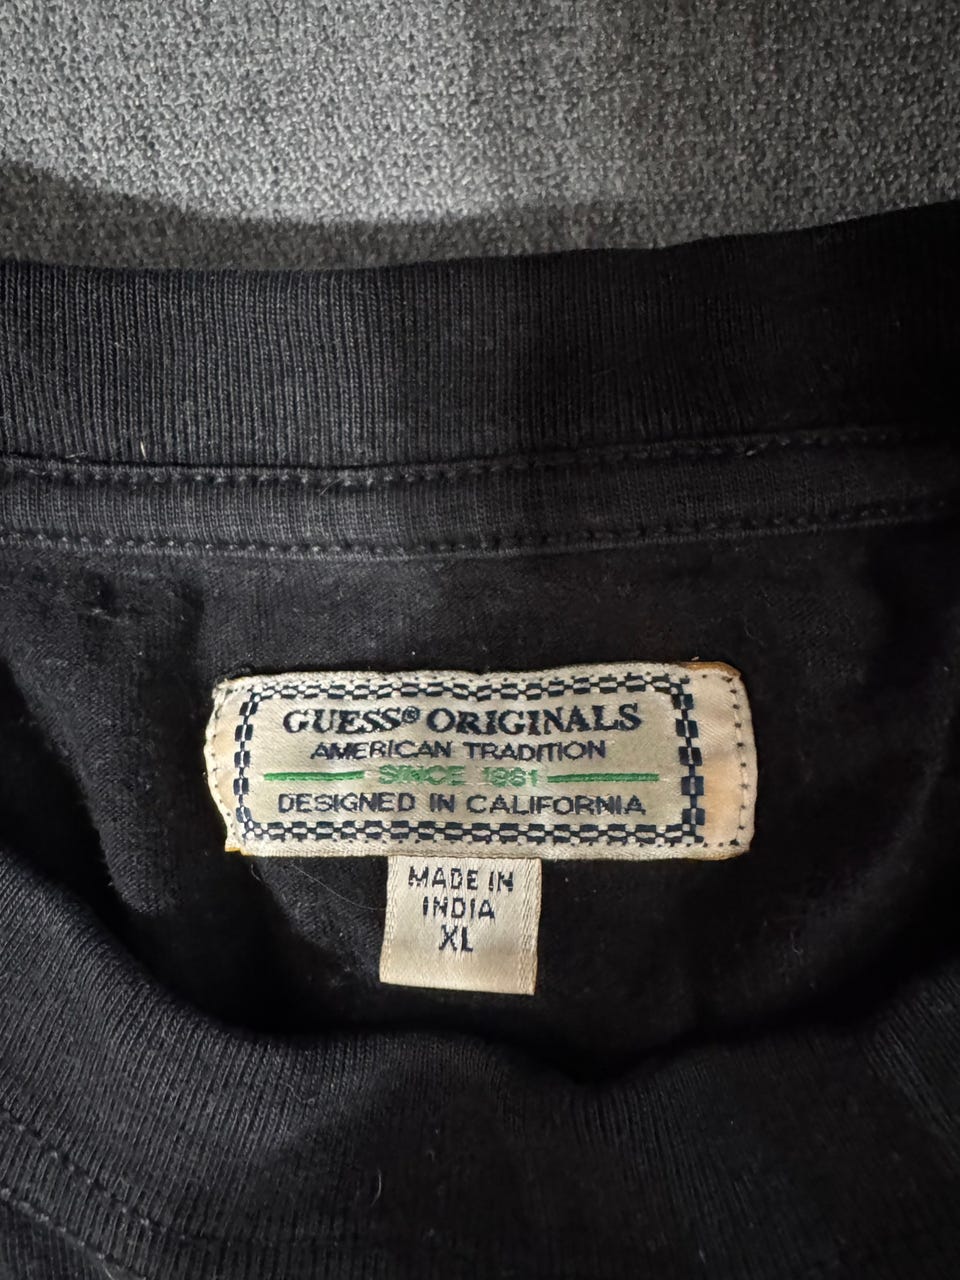 GUESS® ORIGINALS
AMERICAN TRADITION
SINCE 1981
DESIGNED IN CALIFORNIA
MADE IN
INDIA
XL